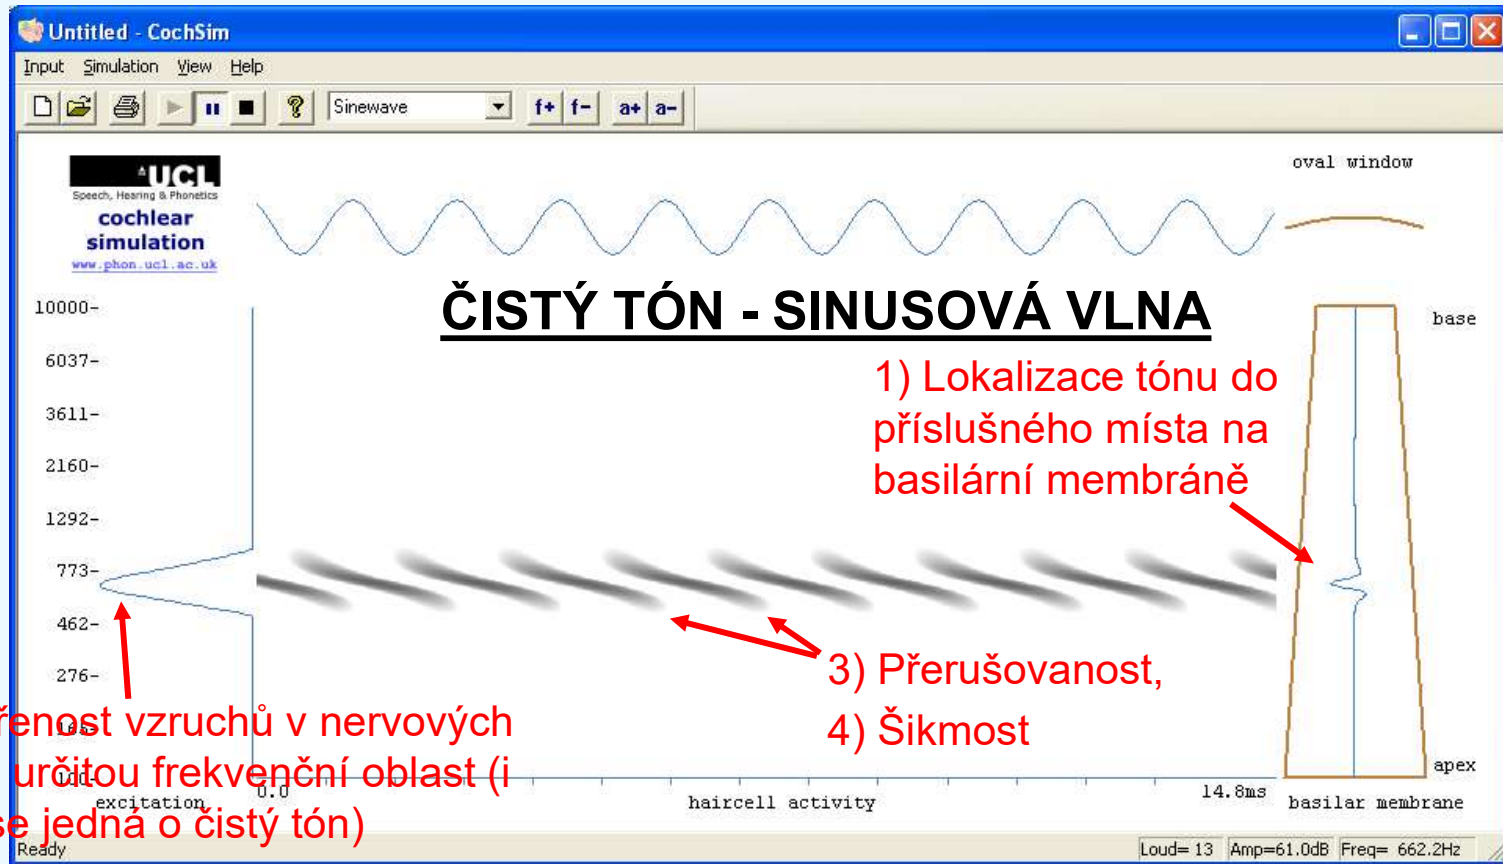 Untitled - CochSim
Input Simulation View Help
Sinewave f+ f- a+ a-
UCL
Speech, Hearing & Phonetics
cochlear
simulation
www.phon.ucl.ac.uk
oval window
ČISTÝ TÓN - SINUSOVÁ VLNA
base
1) Lokalizace tónu do
příslušného místa na
basilární membráně
10000-
6037-
3611-
2160-
1292-
773-
462-
276-
165-
100-
3) Přerušovanost,
4) Šikmost
vzruchů v nervových
určitou frekvenční oblast (i
se jedná o čistý tón)
excitation
0.0
haircell activity
14.8ms
apex
basilar membrane
Ready
Loud= 13 Amp=61.0dB Freq= 662.2Hz